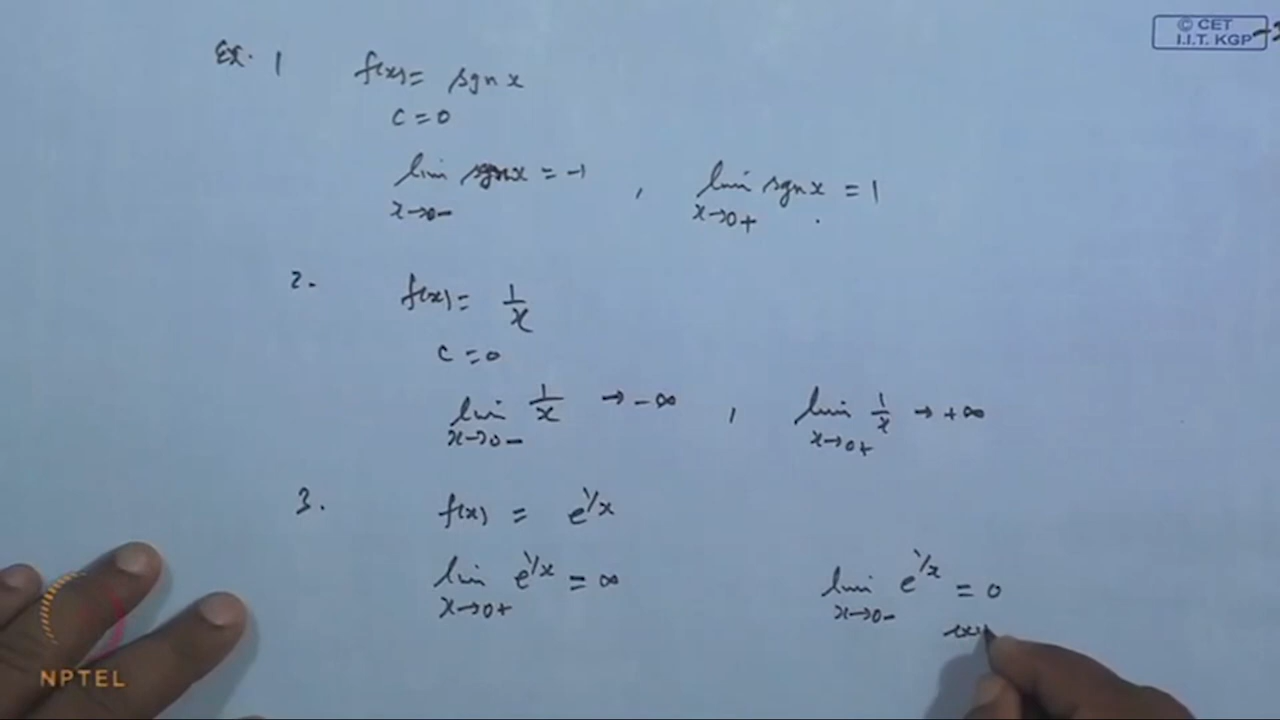 © CET
I.I.T. KGP
Ex. 1 f(x) = sgn x
c = 0
lim sgn x = -1 , lim sgn x = 1
x→0- x→0+
2. f(x) = 1/x
c = 0
lim 1/x → -∞ , lim 1/x → +∞
x→0- x→0+
3. f(x) = e^1/x
lim e^1/x = ∞ lim e^1/x = 0
x→0+ x→0-
NPTEL